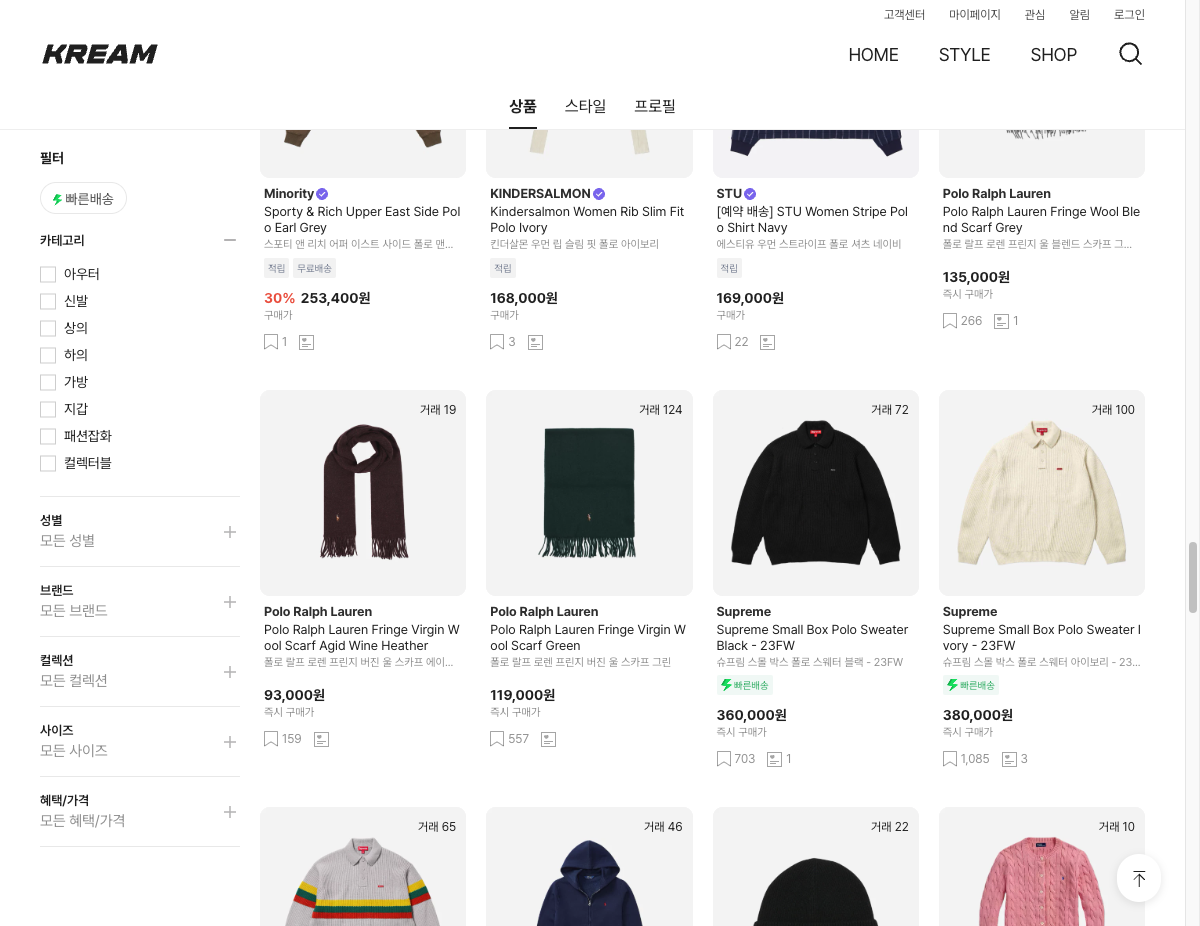 고객센터 마이페이지 관심 알림 로그인
KREAM
HOME STYLE SHOP
상품 스타일 프로필
필터
빠른배송
카테고리
아우터
신발
상의
하의
가방
지갑
패션잡화
컬렉터블
성별
모든 성별
브랜드
모든 브랜드
컬렉션
모든 컬렉션
사이즈
모든 사이즈
혜택/가격
모든 혜택/가격
Minority
Sporty & Rich Upper East Side Pol
o Earl Grey
스포티 앤 리치 어퍼 이스트 사이드 폴로 맨...
적립 무료배송
30% 253,400원
구매가
1
KINDERSALMON
Kindersalmon Women Rib Slim Fit
Polo Ivory
킨더살몬 우먼 립 슬림 핏 폴로 아이보리
적립
168,000원
구매가
3
STU
[예약 배송] STU Women Stripe Pol
o Shirt Navy
에스티유 우먼 스트라이프 폴로 셔츠 네이비
적립
169,000원
구매가
22
Polo Ralph Lauren
Polo Ralph Lauren Fringe Wool Ble
nd Scarf Grey
폴로 랄프 로렌 프린지 울 블렌드 스카프 그...
135,000원
즉시 구매가
266 1
거래 19
Polo Ralph Lauren
Polo Ralph Lauren Fringe Virgin W
ool Scarf Agid Wine Heather
폴로 랄프 로렌 프린지 버진 울 스카프 에이...
93,000원
즉시 구매가
159
거래 124
Polo Ralph Lauren
Polo Ralph Lauren Fringe Virgin W
ool Scarf Green
폴로 랄프 로렌 프린지 버진 울 스카프 그린
119,000원
즉시 구매가
557
거래 72
Supreme
Supreme Small Box Polo Sweater
Black - 23FW
슈프림 스몰 박스 폴로 스웨터 블랙 - 23FW
빠른배송
360,000원
즉시 구매가
703 1
거래 100
Supreme
Supreme Small Box Polo Sweater I
vory - 23FW
슈프림 스몰 박스 폴로 스웨터 아이보리 - 23...
빠른배송
380,000원
즉시 구매가
1,085 3
거래 65
거래 46
거래 22
거래 10